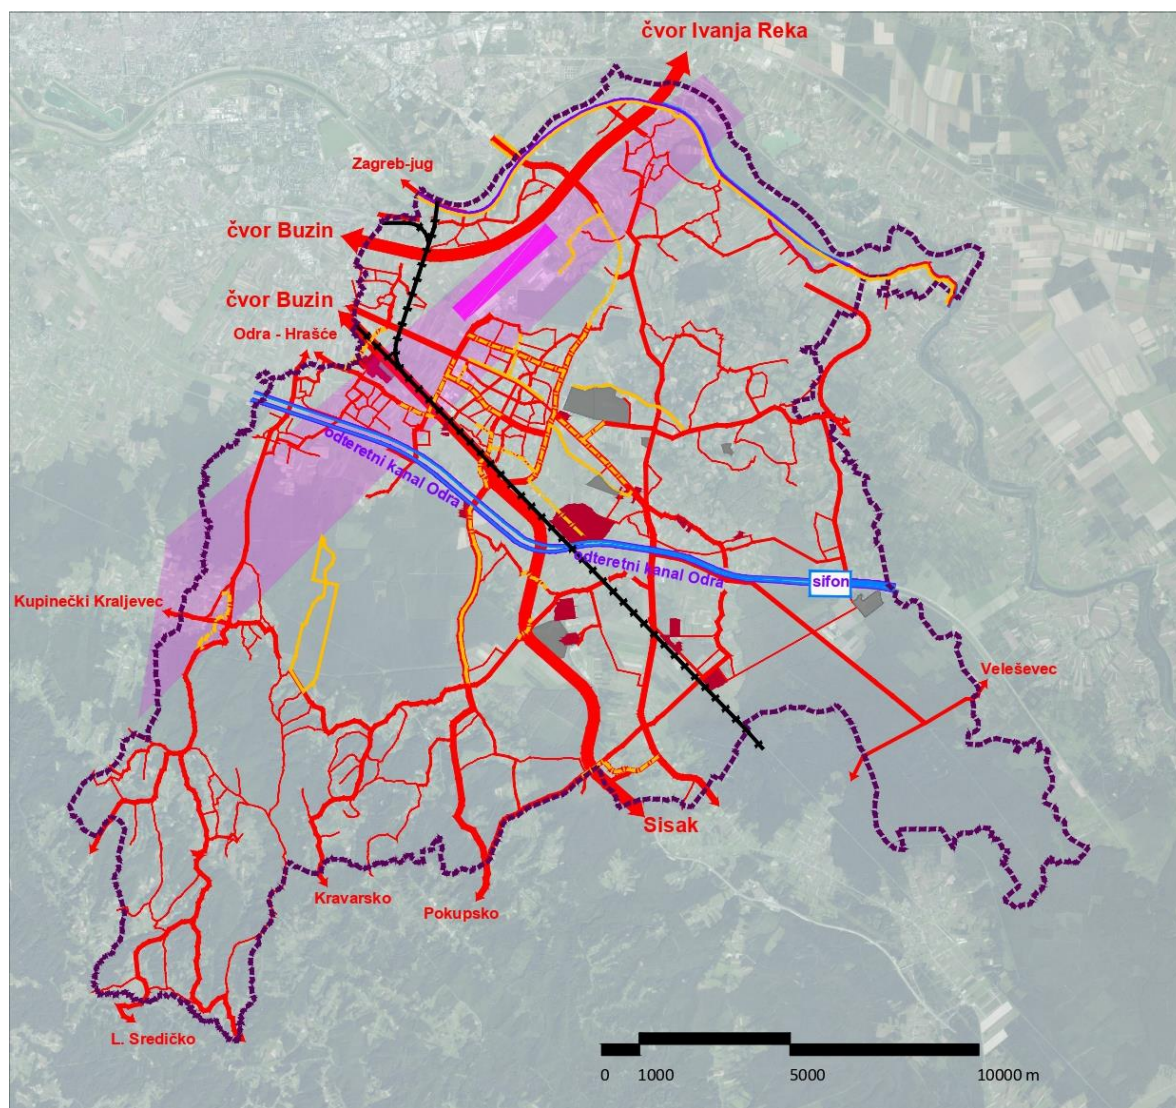 čvor Ivanja Reka
Zagreb-jug
čvor Buzin
čvor Buzin
Odra - Hrašće
odteretni kanal Odra
odteretni kanal Odra
sifon
Kupinečki Kraljevec
Veleševec
Sisak
Kravarsko
Pokupsko
L. Sredičko
0 1000 5000 10000 m